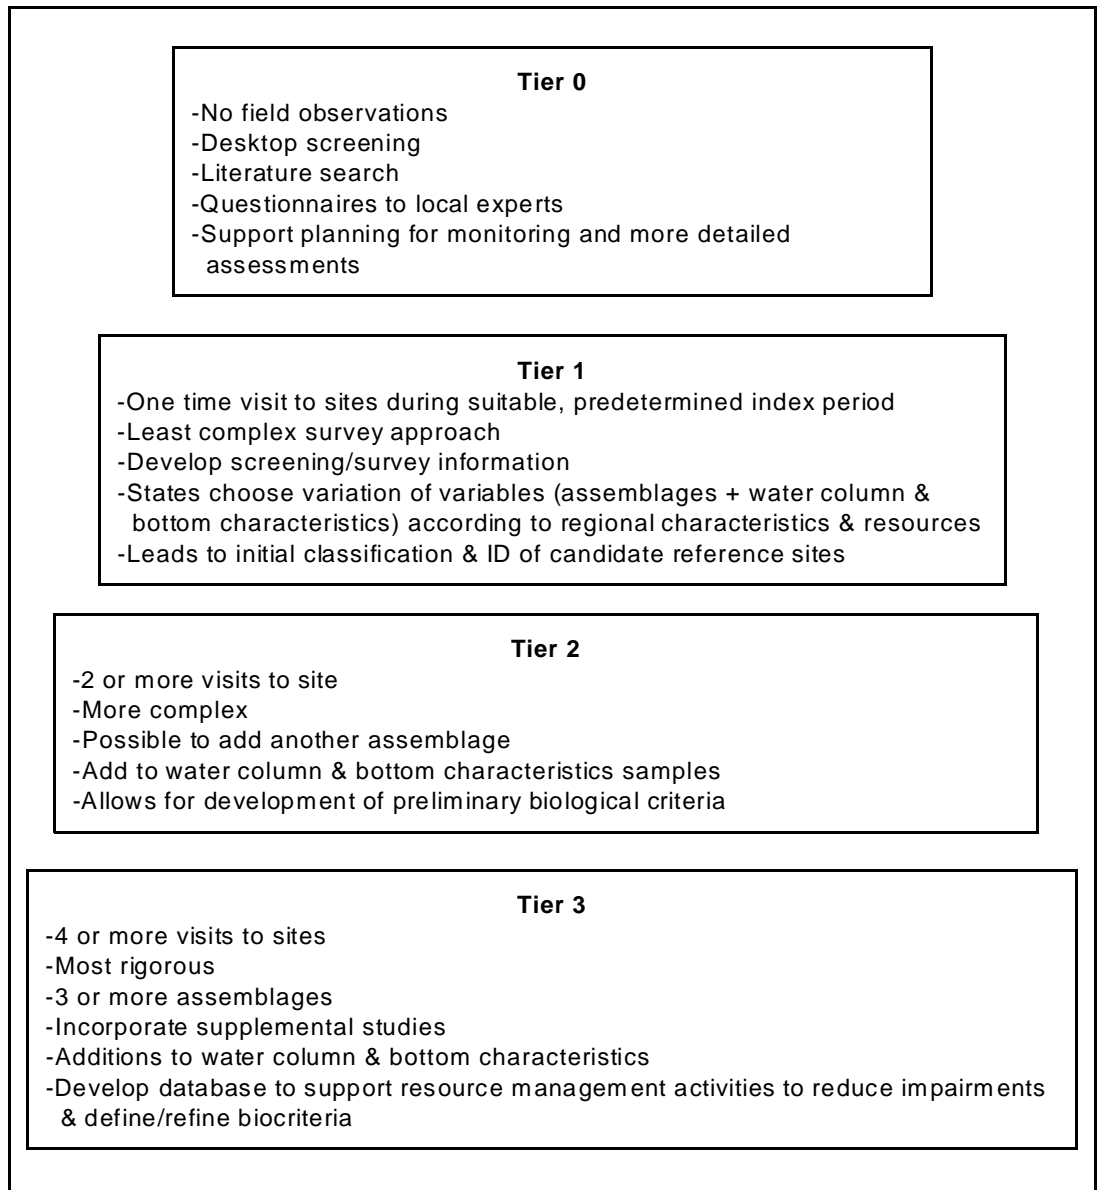 Tier 0
-No field observations
-Desktop screening
-Literature search
-Questionnaires to local experts
-Support planning for monitoring and more detailed
assessments
Tier 1
-One time visit to sites during suitable, predetermined index period
-Least complex survey approach
-Develop screening/survey information
-States choose variation of variables (assemblages + water column &
bottom characteristics) according to regional characteristics & resources
-Leads to initial classification & ID of candidate reference sites
Tier 2
-2 or more visits to site
-More complex
-Possible to add another assemblage
-Add to water column & bottom characteristics samples
-Allows for development of preliminary biological criteria
Tier 3
-4 or more visits to sites
-Most rigorous
-3 or more assemblages
-Incorporate supplemental studies
-Additions to water column & bottom characteristics
-Develop database to support resource management activities to reduce impairments
& define/refine biocriteria